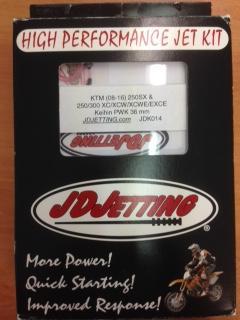 HIGH PERFORMANCE JET KIT
KTM (08-16) 250SX &
250/300 XC/XCW/XCWE/EXCE
Keihin PWK 36 mm
JDJETTING.com JDK014
JDJETTING
More Power!
Quick Starting!
Improved Response!